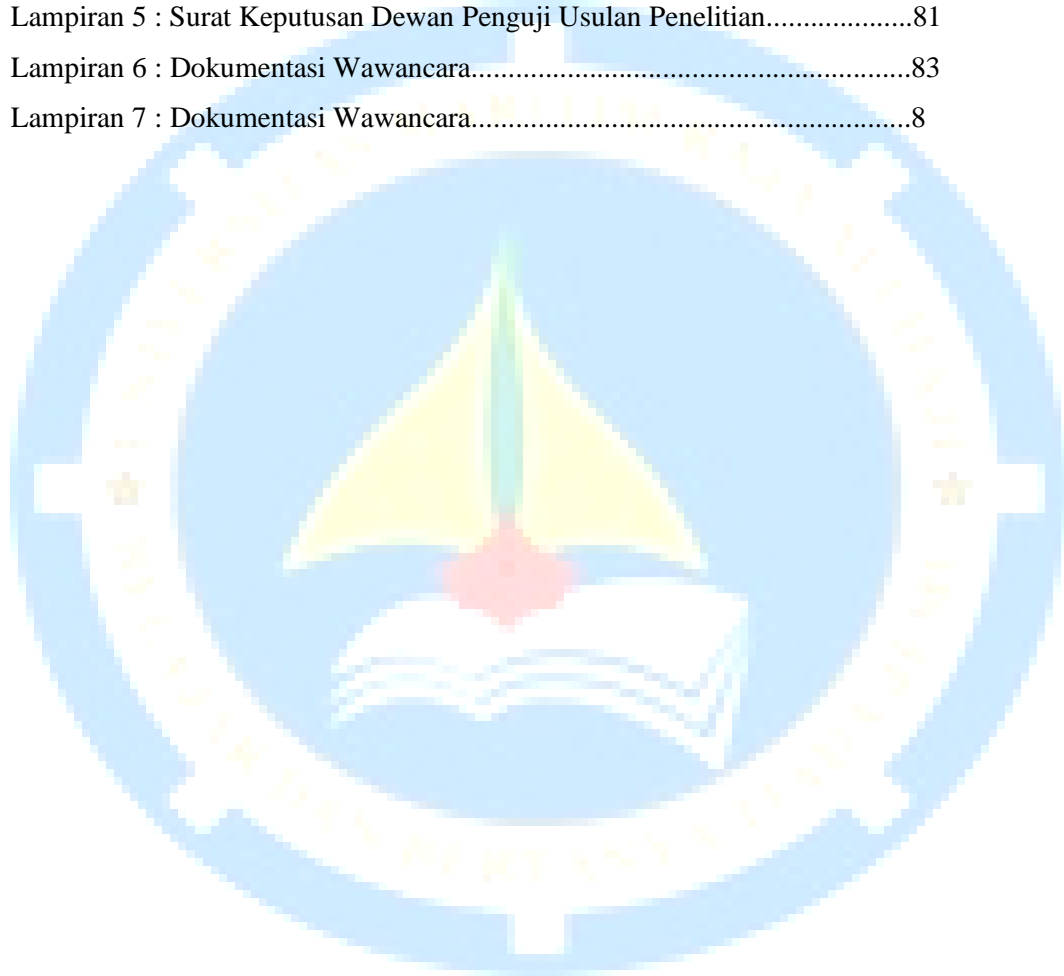 Lampiran 5 : Surat Keputusan Dewan Penguji Usulan Penelitian...................81
Lampiran 6 : Dokumentasi Wawancara.......................................................83
Lampiran 7 : Dokumentasi Wawancara.......................................................8